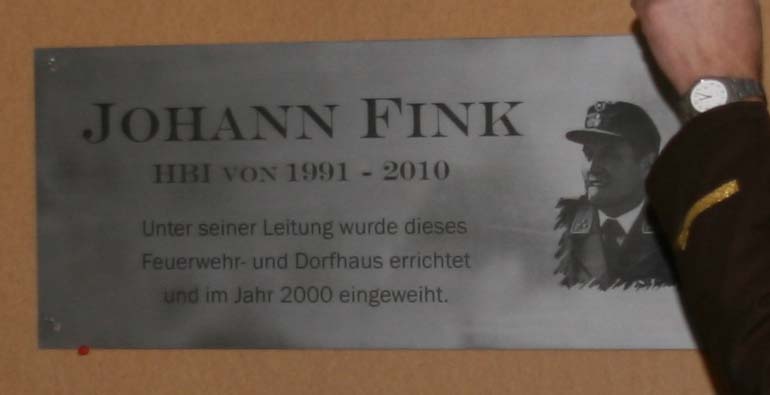 JOHANN FINK
HBI VON 1991 - 2010
Unter seiner Leitung wurde dieses
Feuerwehr- und Dorfhaus errichtet
und im Jahr 2000 eingeweiht.